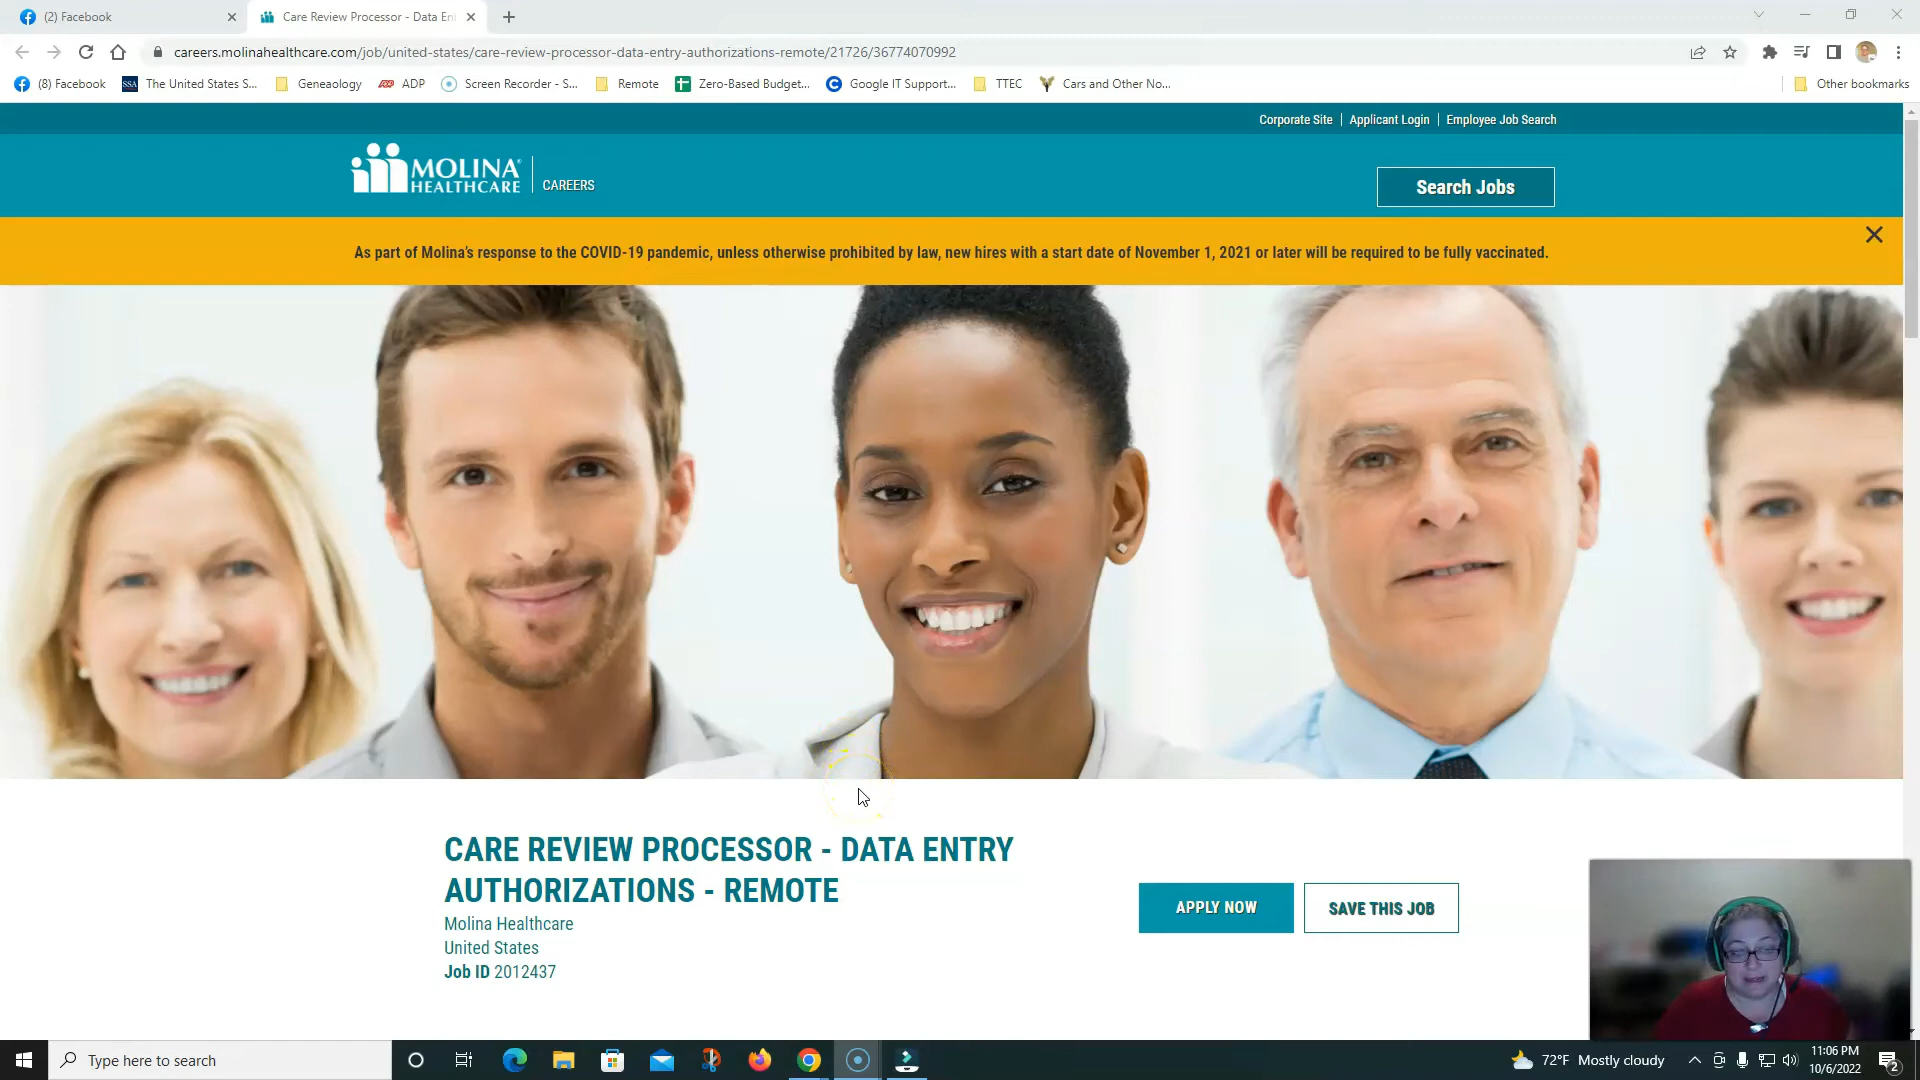 (2) Facebook
Care Review Processor - Data En
careers.molinahealthcare.com/job/united-states/care-review-processor-data-entry-authorizations-remote/21726/36774070992
(8) Facebook
SSA
The United States S...
Geneaology
ADP
ADP
Screen Recorder - S...
Remote
Zero-Based Budget...
Google IT Support...
TTEC
Cars and Other No...
Other bookmarks
Corporate Site | Applicant Login | Employee Job Search
MOLINA
HEALTHCARE
CAREERS
Search Jobs
As part of Molina's response to the COVID-19 pandemic, unless otherwise prohibited by law, new hires with a start date of November 1, 2021 or later will be required to be fully vaccinated.
CARE REVIEW PROCESSOR - DATA ENTRY
AUTHORIZATIONS - REMOTE
Molina Healthcare
United States
Job ID 2012437
APPLY NOW
SAVE THIS JOB
Type here to search
72°F Mostly cloudy
11:06 PM
10/6/2022
2